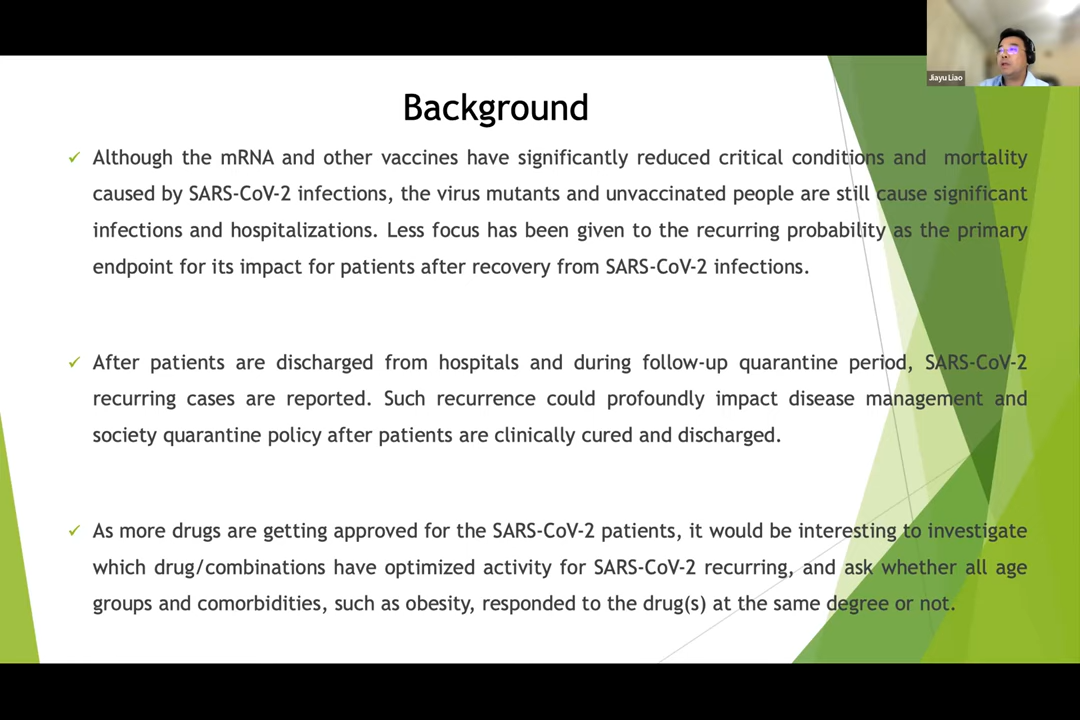 Jiayu Liao
Background
✓ Although the mRNA and other vaccines have significantly reduced critical conditions and mortality
caused by SARS-CoV-2 infections, the virus mutants and unvaccinated people are still cause significant
infections and hospitalizations. Less focus has been given to the recurring probability as the primary
endpoint for its impact for patients after recovery from SARS-CoV-2 infections.
✓ After patients are discharged from hospitals and during follow-up quarantine period, SARS-CoV-2
recurring cases are reported. Such recurrence could profoundly impact disease management and
society quarantine policy after patients are clinically cured and discharged.
✓ As more drugs are getting approved for the SARS-CoV-2 patients, it would be interesting to investigate
which drug/combinations have optimized activity for SARS-CoV-2 recurring, and ask whether all age
groups and comorbidities, such as obesity, responded to the drug(s) at the same degree or not.